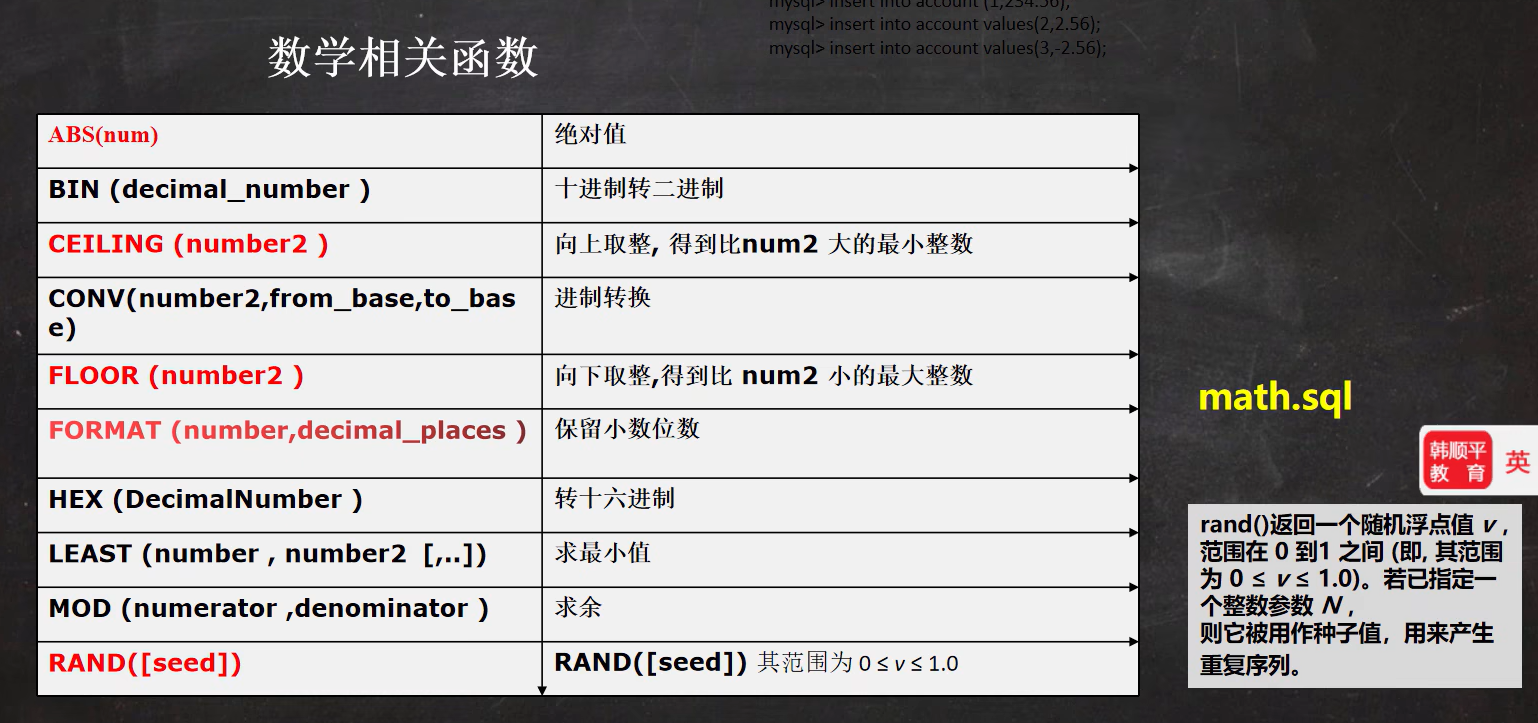 mysql> insert into account (1,234.56);
mysql> insert into account values(2,2.56);
mysql> insert into account values(3,-2.56);
数学相关函数
ABS(num) 绝对值
BIN (decimal_number ) 十进制转二进制
CEILING (number2 ) 向上取整, 得到比num2 大的最小整数
CONV(number2,from_base,to_bas 进制转换
e)
FLOOR (number2 ) 向下取整,得到比 num2 小的最大整数
FORMAT (number,decimal_places ) 保留小数位数
HEX (DecimalNumber ) 转十六进制
LEAST (number , number2 [,..]) 求最小值
MOD (numerator ,denominator ) 求余
RAND([seed]) RAND([seed]) 其范围为 0 ≤ v ≤ 1.0
math.sql
韩顺平
教 育
英
rand()返回一个随机浮点值 v ,
范围在 0 到1 之间 (即, 其范围
为 0 ≤ v ≤ 1.0)。若已指定一
个整数参数 N ,
则它被用作种子值，用来产生
重复序列。